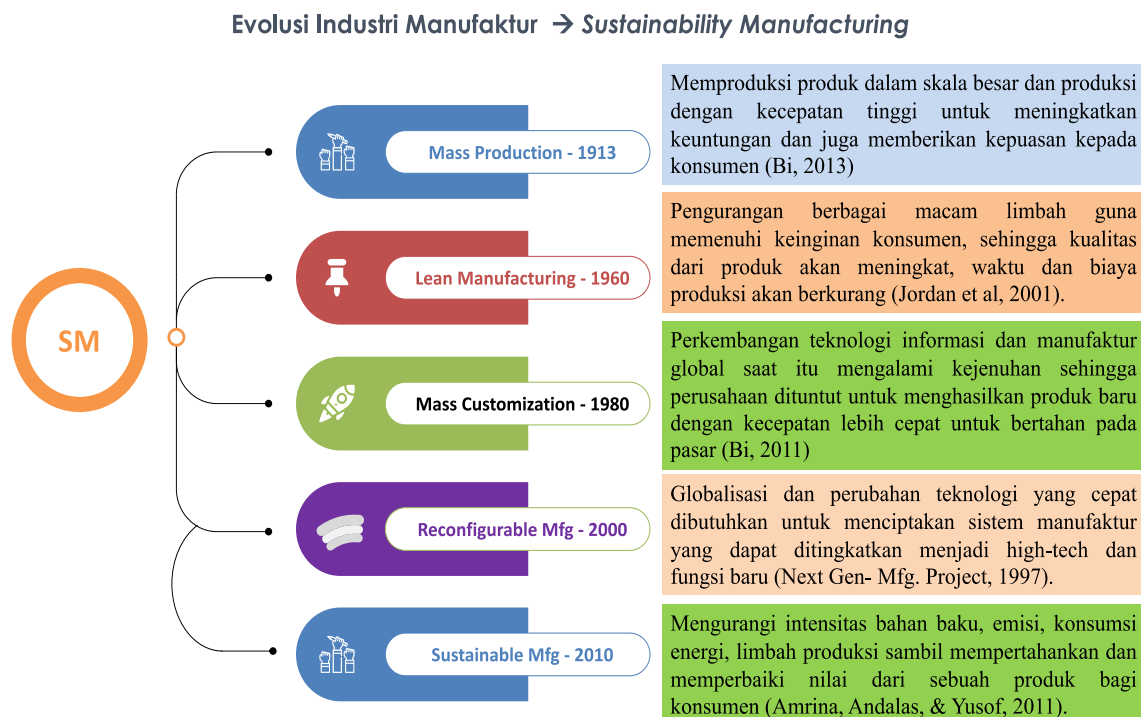 Evolusi Industri Manufaktur → Sustainability Manufacturing
SM
Mass Production - 1913
Memproduksi produk dalam skala besar dan produksi
dengan kecepatan tinggi untuk meningkatkan
keuntungan dan juga memberikan kepuasan kepada
konsumen (Bi, 2013)
Lean Manufacturing - 1960
Pengurangan berbagai macam limbah guna
memenuhi keinginan konsumen, sehingga kualitas
dari produk akan meningkat, waktu dan biaya
produksi akan berkurang (Jordan et al, 2001).
Mass Customization - 1980
Perkembangan teknologi informasi dan manufaktur
global saat itu mengalami kejenuhan sehingga
perusahaan dituntut untuk menghasilkan produk baru
dengan kecepatan lebih cepat untuk bertahan pada
pasar (Bi, 2011)
Reconfigurable Mfg - 2000
Globalisasi dan perubahan teknologi yang cepat
dibutuhkan untuk menciptakan sistem manufaktur
yang dapat ditingkatkan menjadi high-tech dan
fungsi baru (Next Gen- Mfg. Project, 1997).
Sustainable Mfg - 2010
Mengurangi intensitas bahan baku, emisi, konsumsi
energi, limbah produksi sambil mempertahankan dan
memperbaiki nilai dari sebuah produk bagi
konsumen (Amrina, Andalas, & Yusof, 2011).